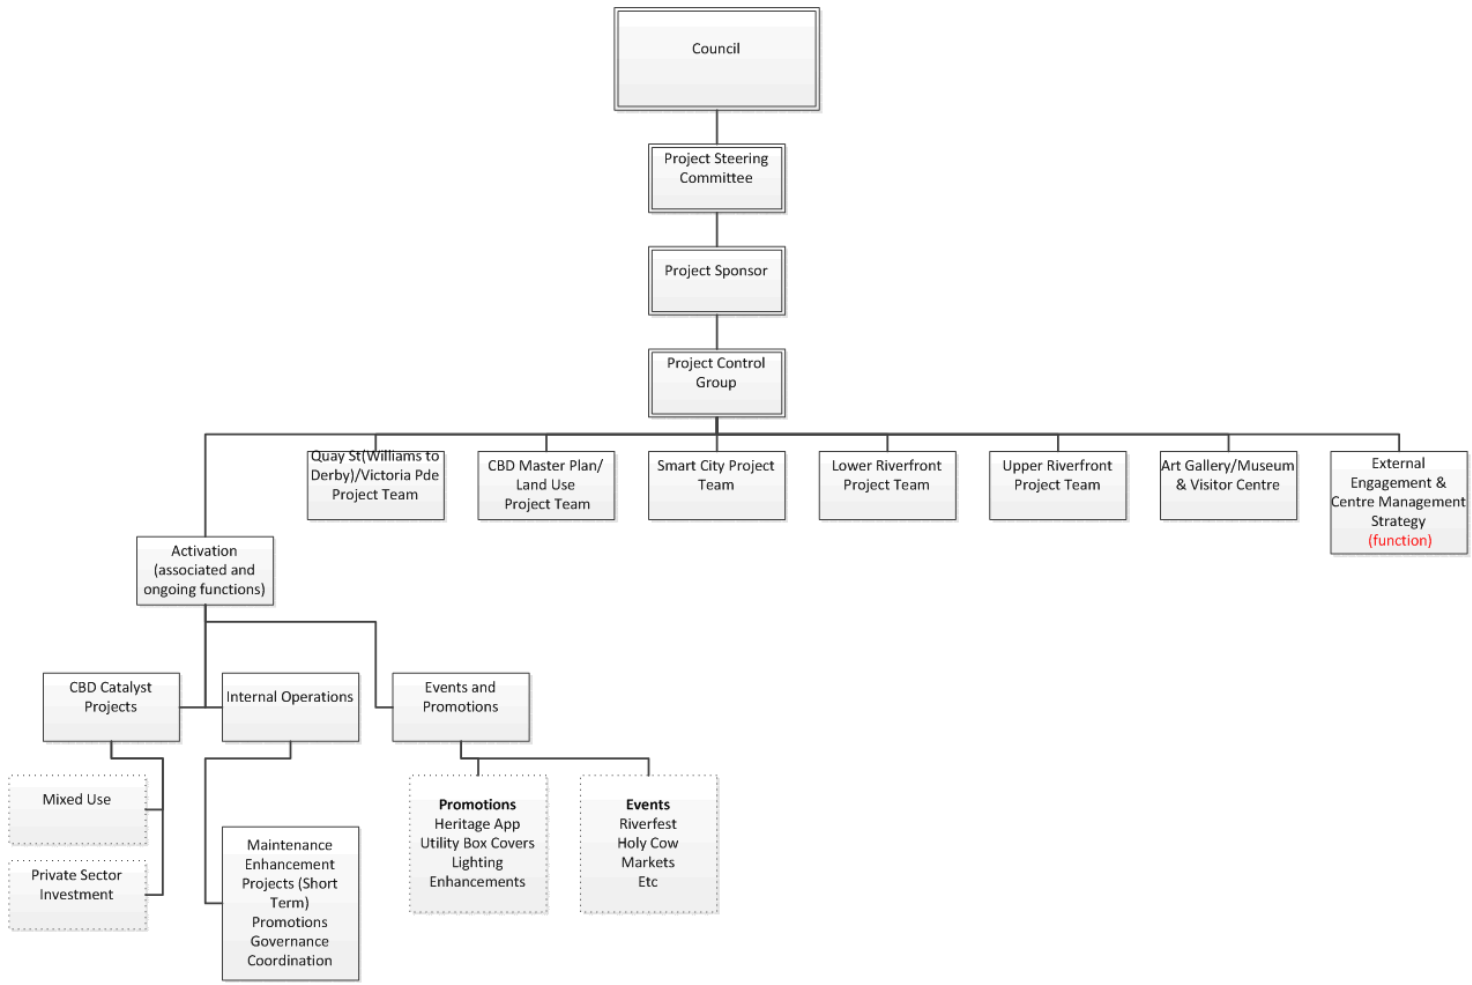 Council
Project Steering
Committee
Project Sponsor
Project Control
Group
Quay St(Williams to
Derby)/Victoria Pde
Project Team
CBD Master Plan/
Land Use
Project Team
Smart City Project
Team
Lower Riverfront
Project Team
Upper Riverfront
Project Team
Art Gallery/Museum
& Visitor Centre
External
Engagement &
Centre Management
Strategy
(function)
Activation
(associated and
ongoing functions)
CBD Catalyst
Projects
Internal Operations
Events and
Promotions
Mixed Use
Private Sector
Investment
Maintenance
Enhancement
Projects (Short
Term)
Promotions
Governance
Coordination
Promotions
Heritage App
Utility Box Covers
Lighting
Enhancements
Events
Riverfest
Holy Cow
Markets
Etc